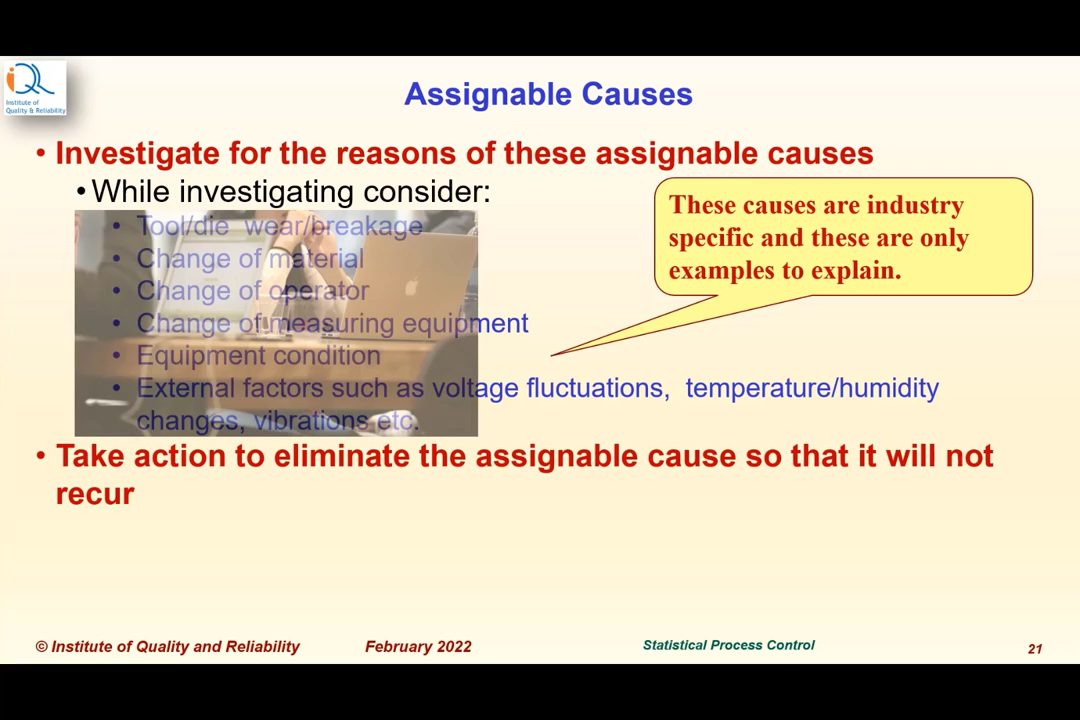 iQR
Institute of
Quality & Reliability
Assignable Causes
• Investigate for the reasons of these assignable causes
• While investigating consider:
• Tool/die wear/breakage
• Change of material
• Change of operator
• Change of measuring equipment
• Equipment condition
• External factors such as voltage fluctuations, temperature/humidity
changes, vibrations etc.
These causes are industry
specific and these are only
examples to explain.
• Take action to eliminate the assignable cause so that it will not
recur
© Institute of Quality and Reliability
February 2022
Statistical Process Control
21